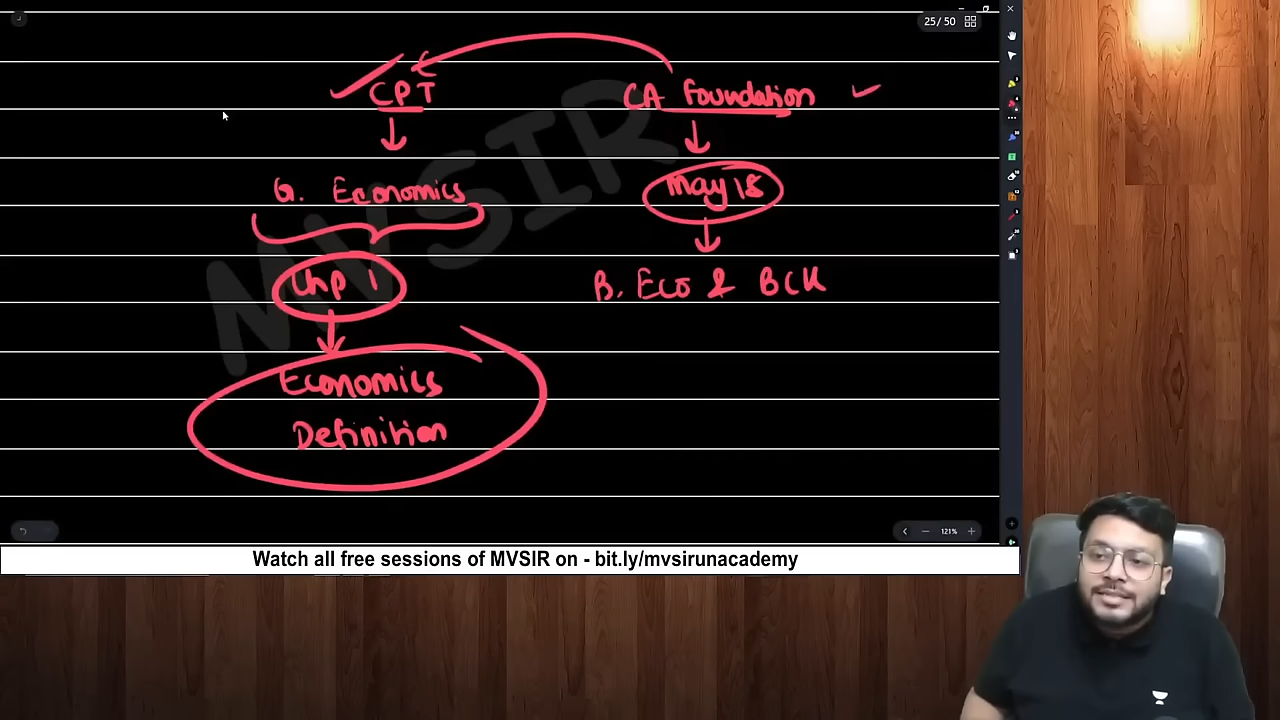 25/50
CPT
CA Foundation
G. Economics
May 18
Chp 1
B. Eco & BCK
Economics
Definition
MVSIR
121%
Watch all free sessions of MVSIR on - bit.ly/mvsirunacademy